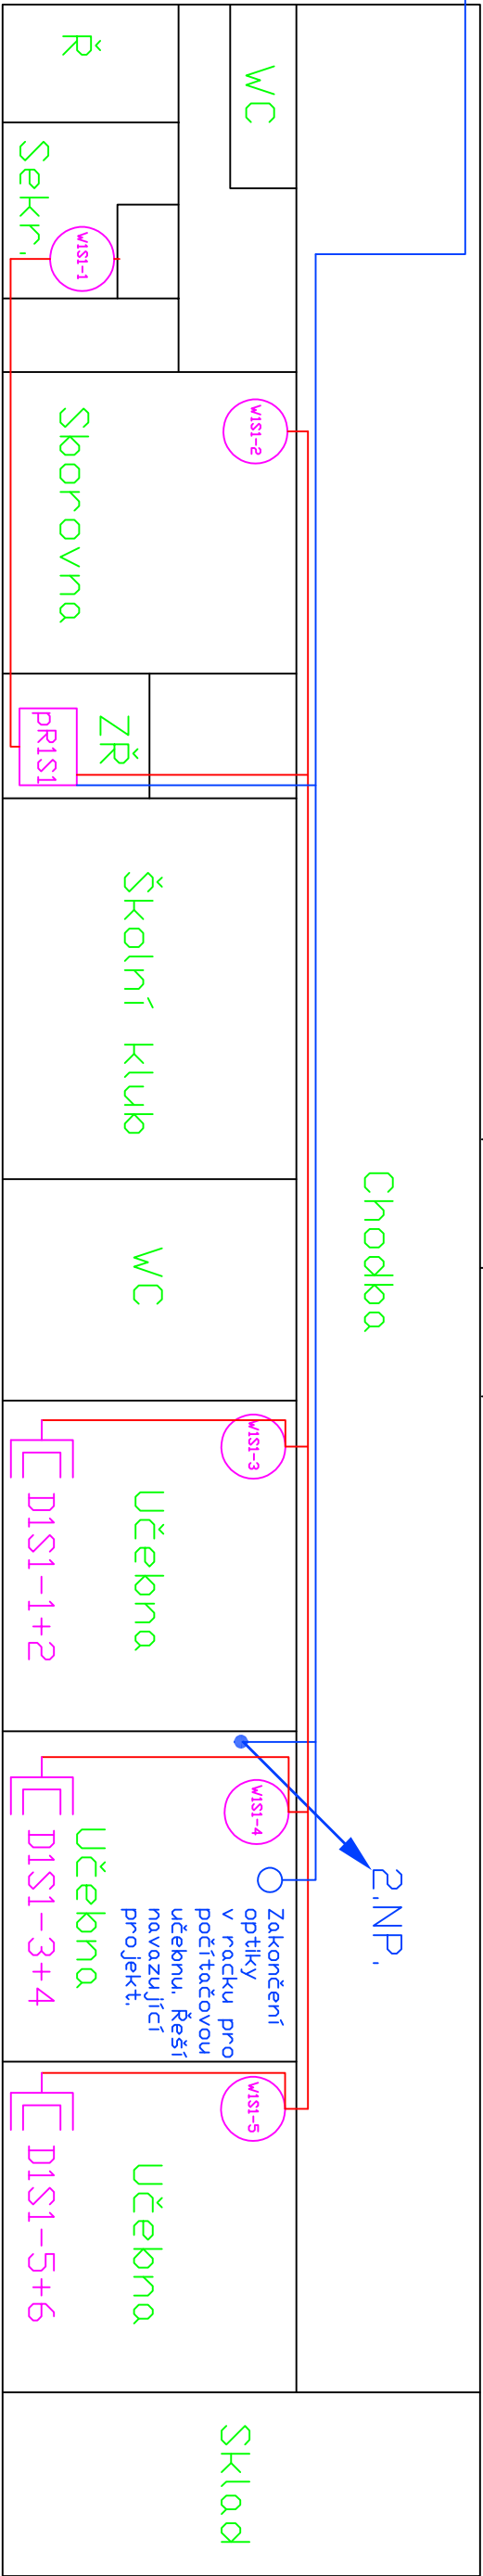 Ř
WC
Sekr.
W1S1-1
W1S1-2
Sborovna
ZŘ
pR1S1
Školní klub
Chodba
WC
W1S1-3
Učebna
D1S1-1+2
W1S1-4
2.NP.
Učebna
D1S1-3+4
Zakončení
optiky
v racku pro
počítačovou
učebnu. Řeší
navazující
projekt.
W1S1-5
Učebna
D1S1-5+6
Sklad